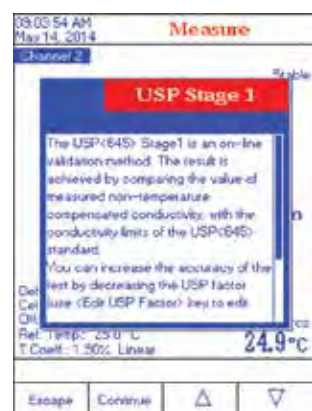 09:03:54 AM
May 14, 2014
Measure
Channel 2
Stable
USP Stage 1
The USP<645> Stage1 is an on-line
validation method. The result is
achieved by comparing the value of
measured non-temperature
compensated conductivity, with the
conductivity limits of the USP<645>
standard.
You can increase the accuracy of the
test by decreasing the USP factor
(use <Edit USP Factor> key to edit
Ref. Temp.: 25.0 °C
T.Coeff.: 1.90% Linear
24.9°C
Escape
Continue